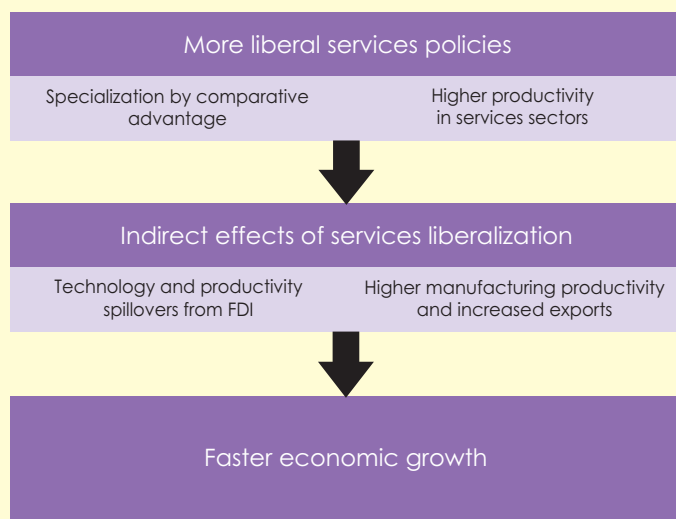 More liberal services policies
Specialization by comparative
advantage
Higher productivity
in services sectors
Indirect effects of services liberalization
Technology and productivity
spillovers from FDI
Higher manufacturing productivity
and increased exports
Faster economic growth